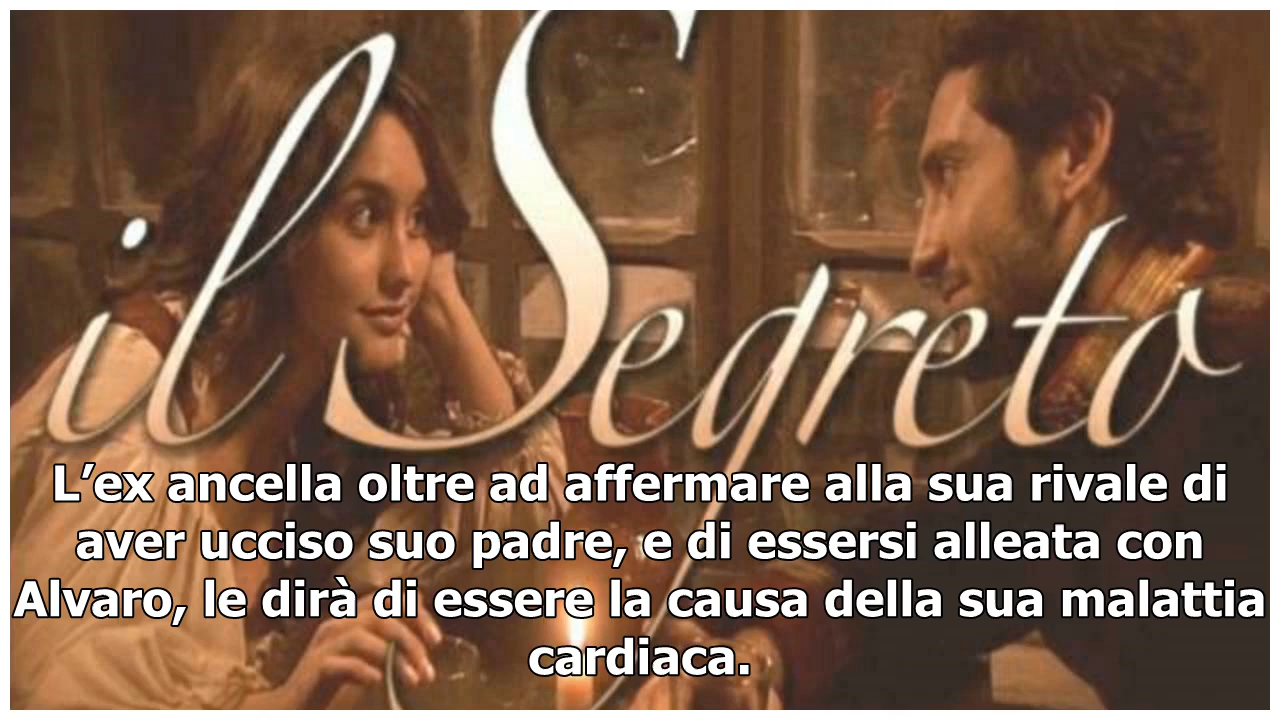 il Segreto
L’ex ancella oltre ad affermare alla sua rivale di
aver ucciso suo padre, e di essersi alleata con
Alvaro, le dirà di essere la causa della sua malattia
cardiaca.